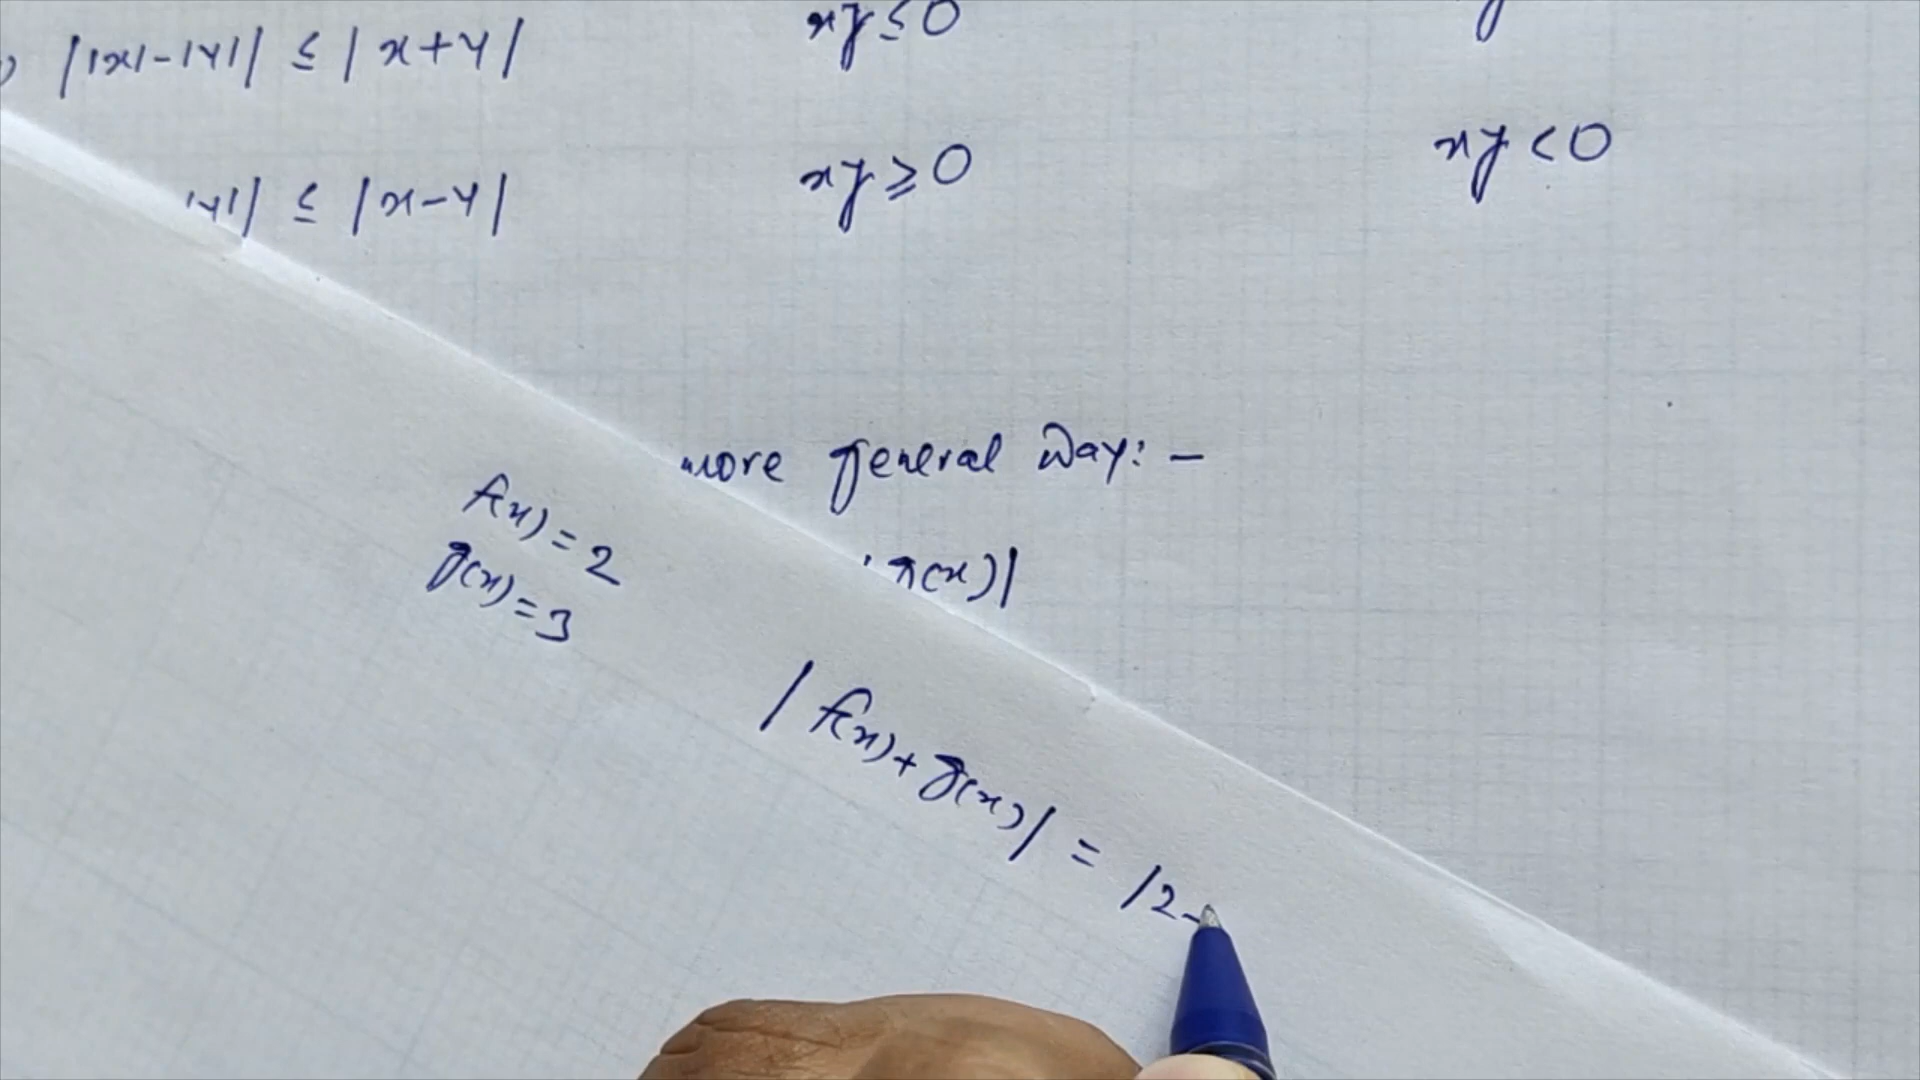 ||x|-|y|| ≤ |x+y| xy ≤ 0 y
|y|| ≤ |x-y| xy ≥ 0 xy < 0
more general way:-
g(x)|
f(x) = 2
g(x) = 3
|f(x) + g(x)| = |2